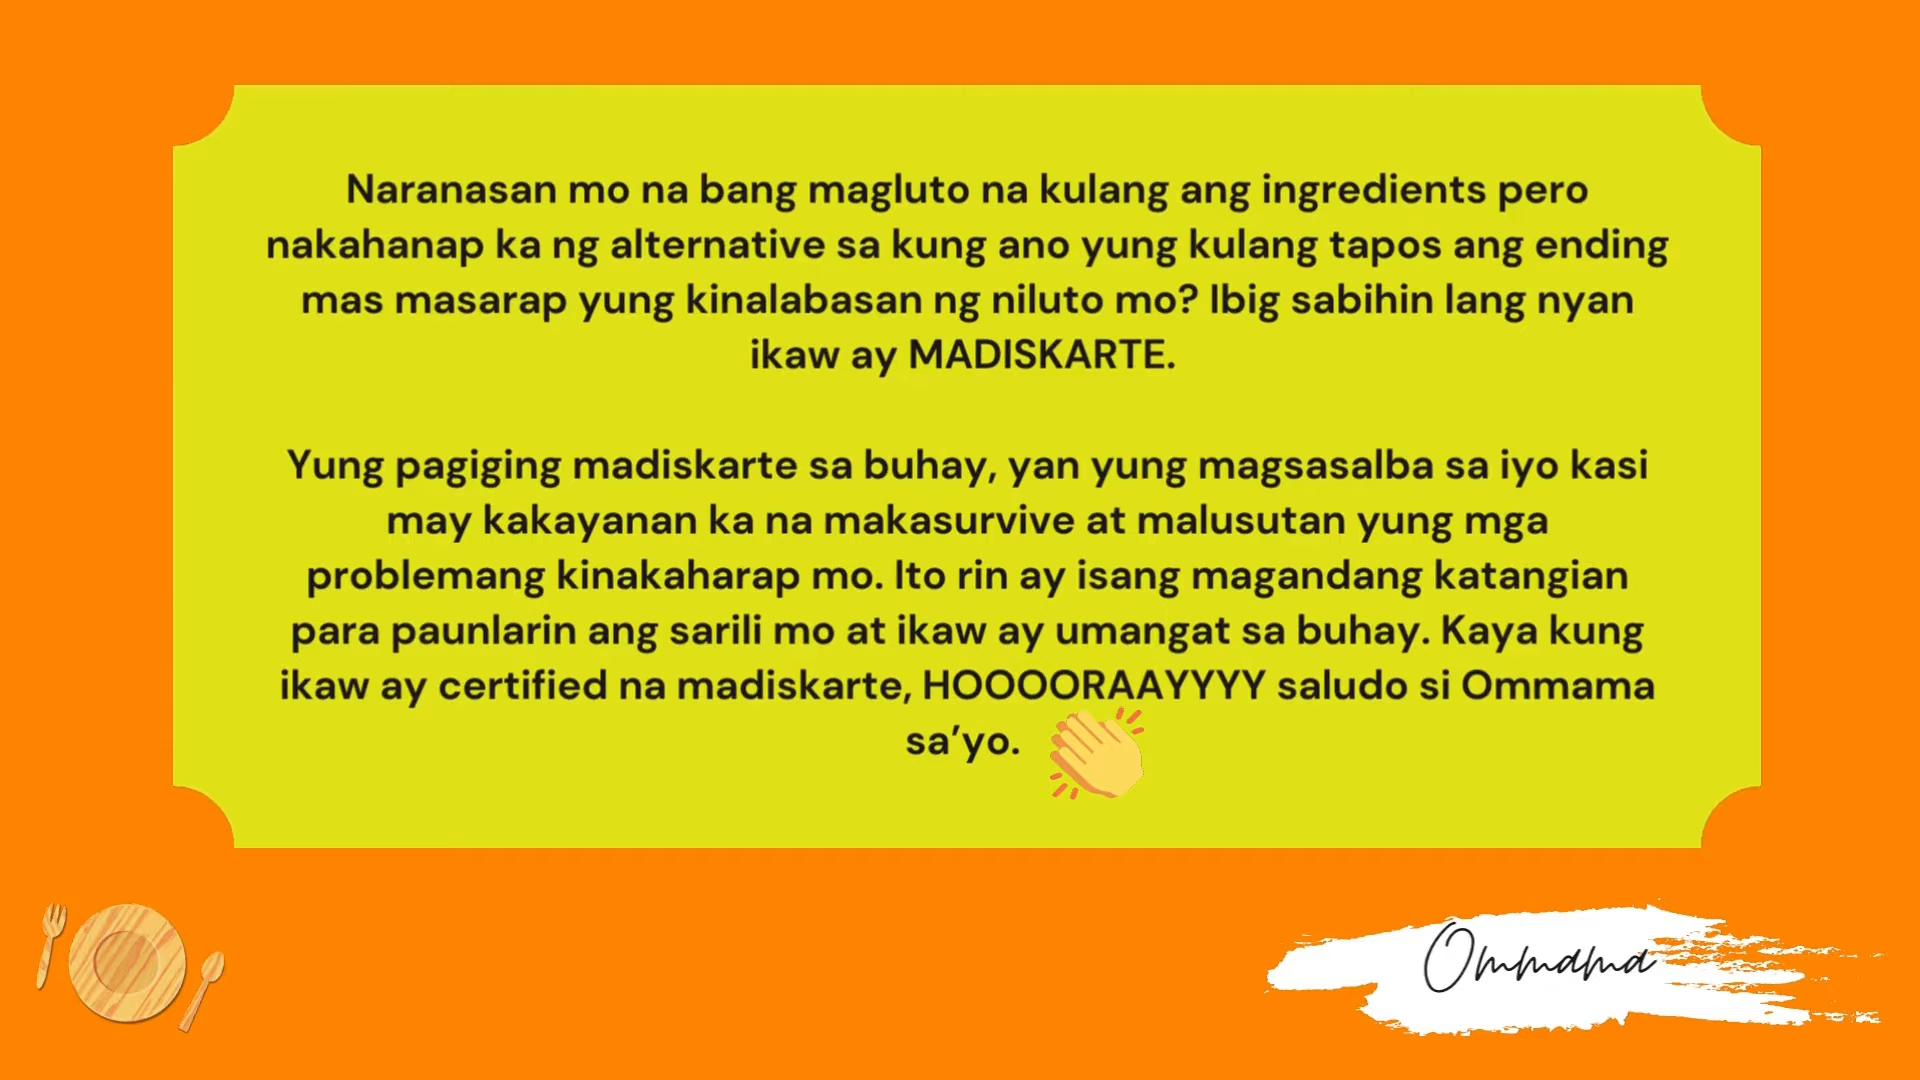 Naranasan mo na bang magluto na kulang ang ingredients pero
nakahanap ka ng alternative sa kung ano yung kulang tapos ang ending
mas masarap yung kinalabasan ng niluto mo? Ibig sabihin lang nyan
ikaw ay MADISKARTE.
Yung pagiging madiskarte sa buhay, yan yung magsasalba sa iyo kasi
may kakayanan ka na makasurvive at malusutan yung mga
problemang kinakaharap mo. Ito rin ay isang magandang katangian
para paunlarin ang sarili mo at ikaw ay umangat sa buhay. Kaya kung
ikaw ay certified na madiskarte, HOOOORAAYYYY saludo si Ommama
sa’yo.
Ommama